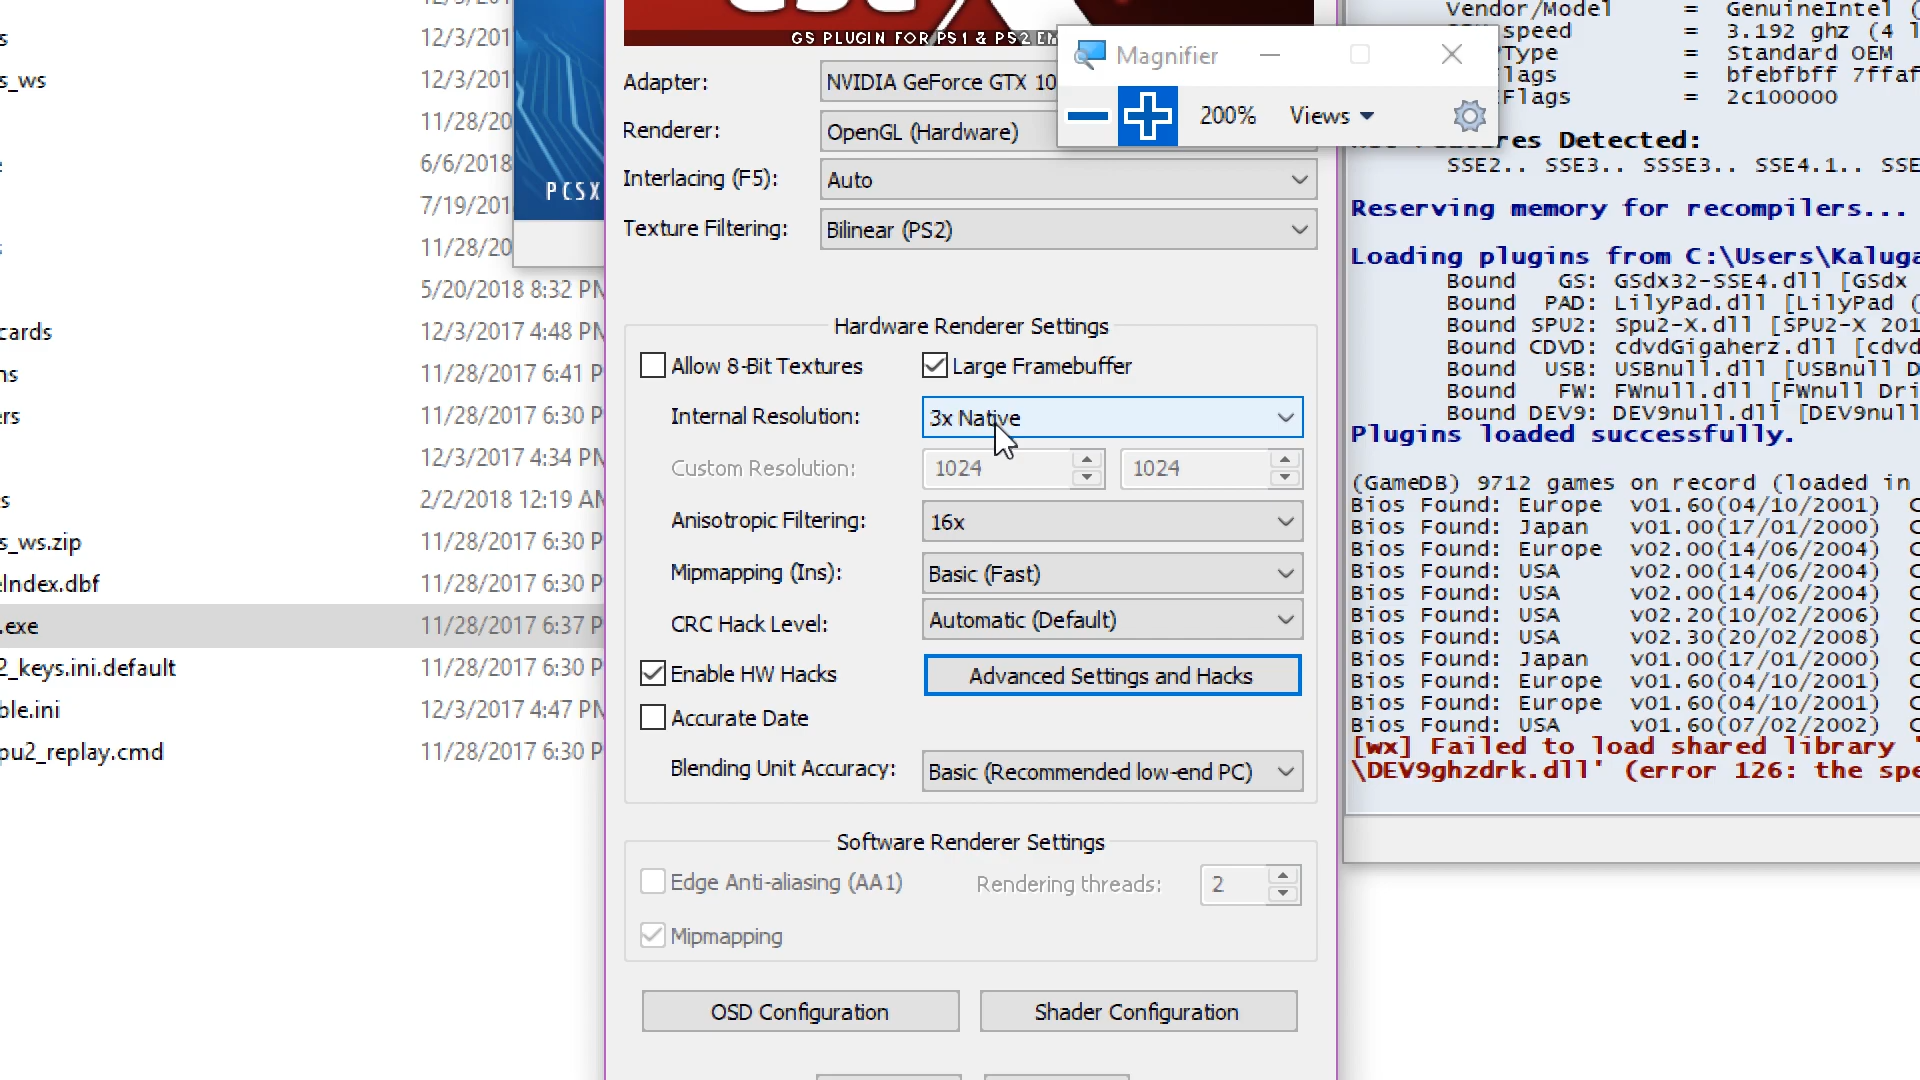 s
s_ws
cards
ns
ers
s
s_ws.zip
eIndex.dbf
.exe
2_keys.ini.default
ble.ini
pu2_replay.cmd
12/3/201
12/3/201
11/28/20
6/6/2018
7/19/201
11/28/20
5/20/2018 8:32 PM
12/3/2017 4:48 PM
11/28/2017 6:41 P
11/28/2017 6:30 P
12/3/2017 4:34 PM
2/2/2018 12:19 AM
11/28/2017 6:30 P
11/28/2017 6:30 P
11/28/2017 6:37 P
11/28/2017 6:30 P
12/3/2017 4:47 PM
11/28/2017 6:30 P
PCSX
GS PLUGIN FOR PS1 & PS2 EM
Adapter: NVIDIA GeForce GTX 10
Renderer: OpenGL (Hardware)
Interlacing (F5): Auto
Texture Filtering: Bilinear (PS2)
Hardware Renderer Settings
Allow 8-Bit Textures Large Framebuffer
Internal Resolution: 3x Native
Custom Resolution: 1024 1024
Anisotropic Filtering: 16x
Mipmapping (Ins): Basic (Fast)
CRC Hack Level: Automatic (Default)
Enable HW Hacks Advanced Settings and Hacks
Accurate Date
Blending Unit Accuracy: Basic (Recommended low-end PC)
Software Renderer Settings
Edge Anti-aliasing (AA1) Rendering threads: 2
Mipmapping
OSD Configuration Shader Configuration
Magnifier
200% Views
Vendor/Model = GenuineIntel (
speed = 3.192 ghz (4 l
Type = Standard OEM
lags = bfebfbff 7ffaf
Flags = 2c100000
res Detected:
SSE2.. SSE3.. SSSE3.. SSE4.1.. SSE
Reserving memory for recompilers...
Loading plugins from C:\Users\Kaluga
Bound GS: GSdx32-SSE4.dll [GSdx
Bound PAD: LilyPad.dll [LilyPad (
Bound SPU2: Spu2-X.dll [SPU2-X 201
Bound CDVD: cdvdGigaherz.dll [cdvd
Bound USB: USBnull.dll [USBnull D
Bound FW: FWnull.dll [FWnull Dri
Bound DEV9: DEV9null.dll [DEV9null
Plugins loaded successfully.
(GameDB) 9712 games on record (loaded in
Bios Found: Europe v01.60(04/10/2001) C
Bios Found: Japan v01.00(17/01/2000) C
Bios Found: Europe v02.00(14/06/2004) C
Bios Found: USA v02.00(14/06/2004) C
Bios Found: USA v02.00(14/06/2004) C
Bios Found: USA v02.20(10/02/2006) C
Bios Found: USA v02.30(20/02/2008) C
Bios Found: Japan v01.00(17/01/2000) C
Bios Found: Europe v01.60(04/10/2001) C
Bios Found: Europe v01.60(04/10/2001) C
Bios Found: USA v01.60(07/02/2002) C
[wx] Failed to load shared library '
\DEV9ghzdrk.dll' (error 126: the spe